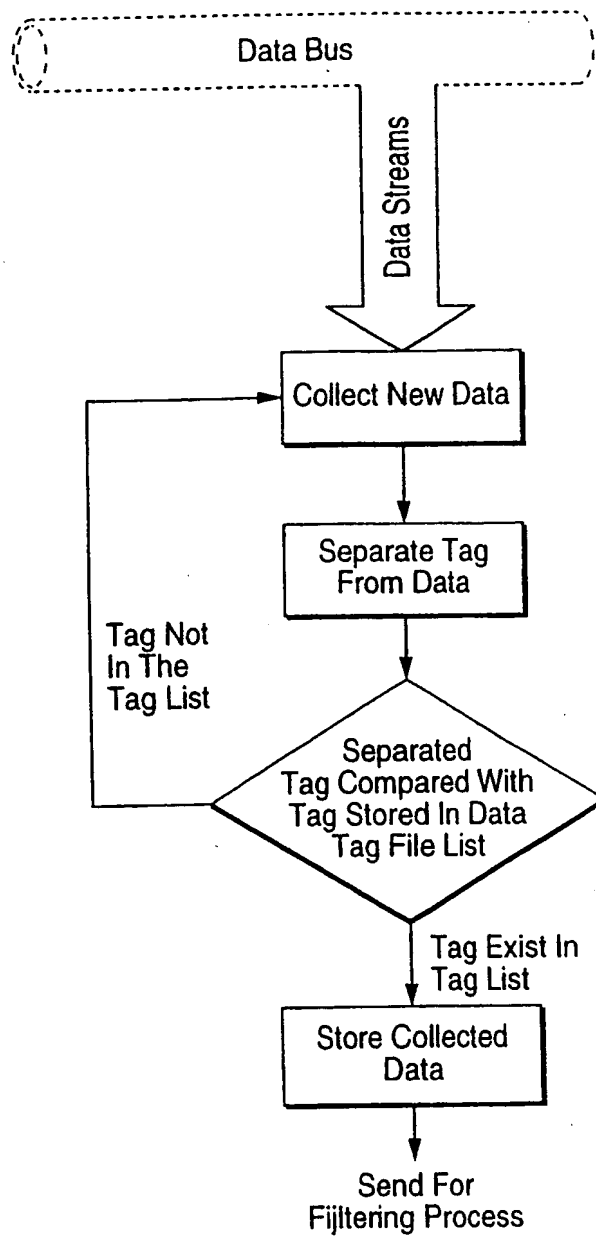 Data Bus
Data Streams
Collect New Data
Separate Tag
From Data
Tag Not
In The
Tag List
Separated
Tag Compared With
Tag Stored In Data
Tag File List
Tag Exist In
Tag List
Store Collected
Data
Send For
Fijltering Process